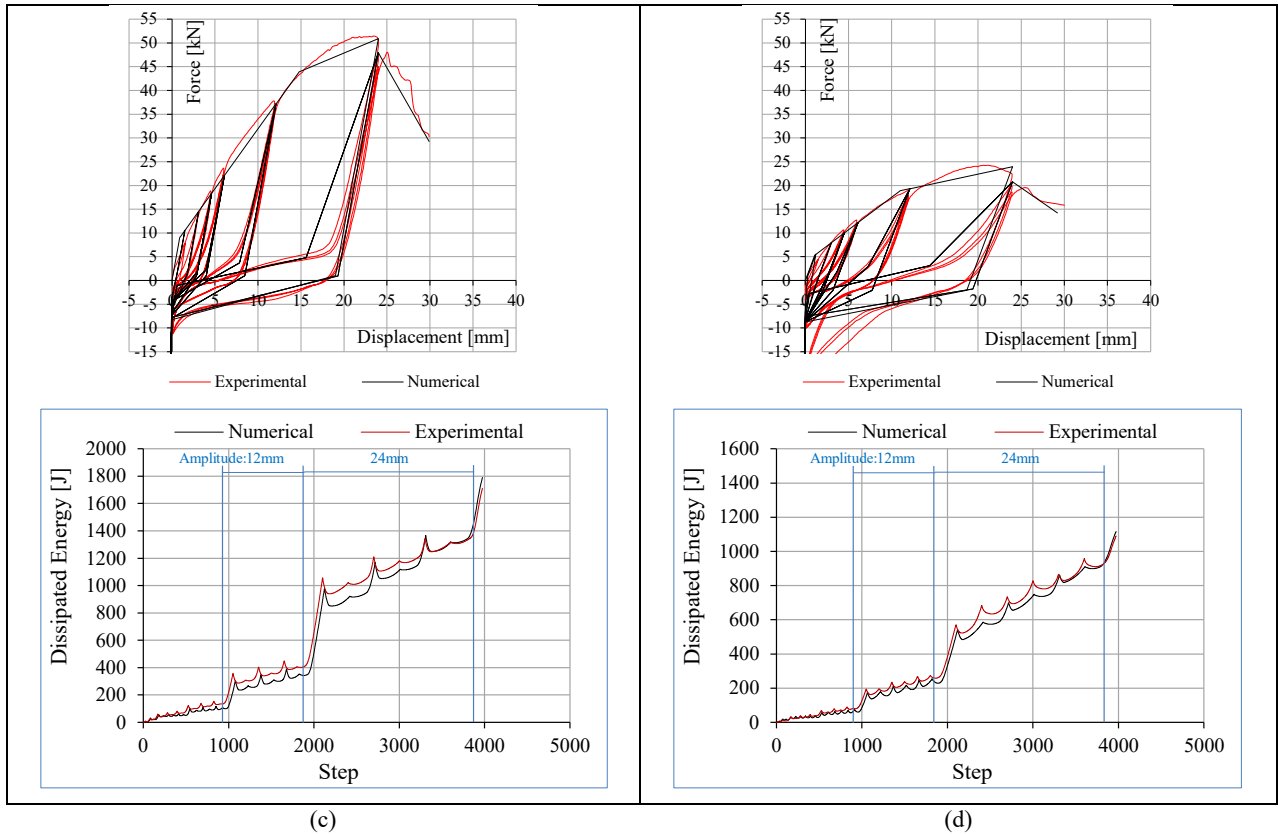 55
50
45
40
35
30
25
20
15
10
5
0
-5
-10
-15
Force [kN]
-5 0 5 10 15 20 25 30 35 40
Displacement [mm]
Experimental Numerical
55
50
45
40
35
30
25
20
15
10
5
0
-5
-10
-15
Force [kN]
-5 0 5 10 15 20 25 30 35 40
Displacement [mm]
Experimental Numerical
Numerical Experimental
Amplitude:12mm 24mm
2000
1800
1600
1400
1200
1000
800
600
400
200
0
Dissipated Energy [J]
0 1000 2000 3000 4000 5000
Step
Numerical Experimental
Amplitude:12mm 24mm
1600
1400
1200
1000
800
600
400
200
0
Dissipated Energy [J]
0 1000 2000 3000 4000 5000
Step
(c) (d)